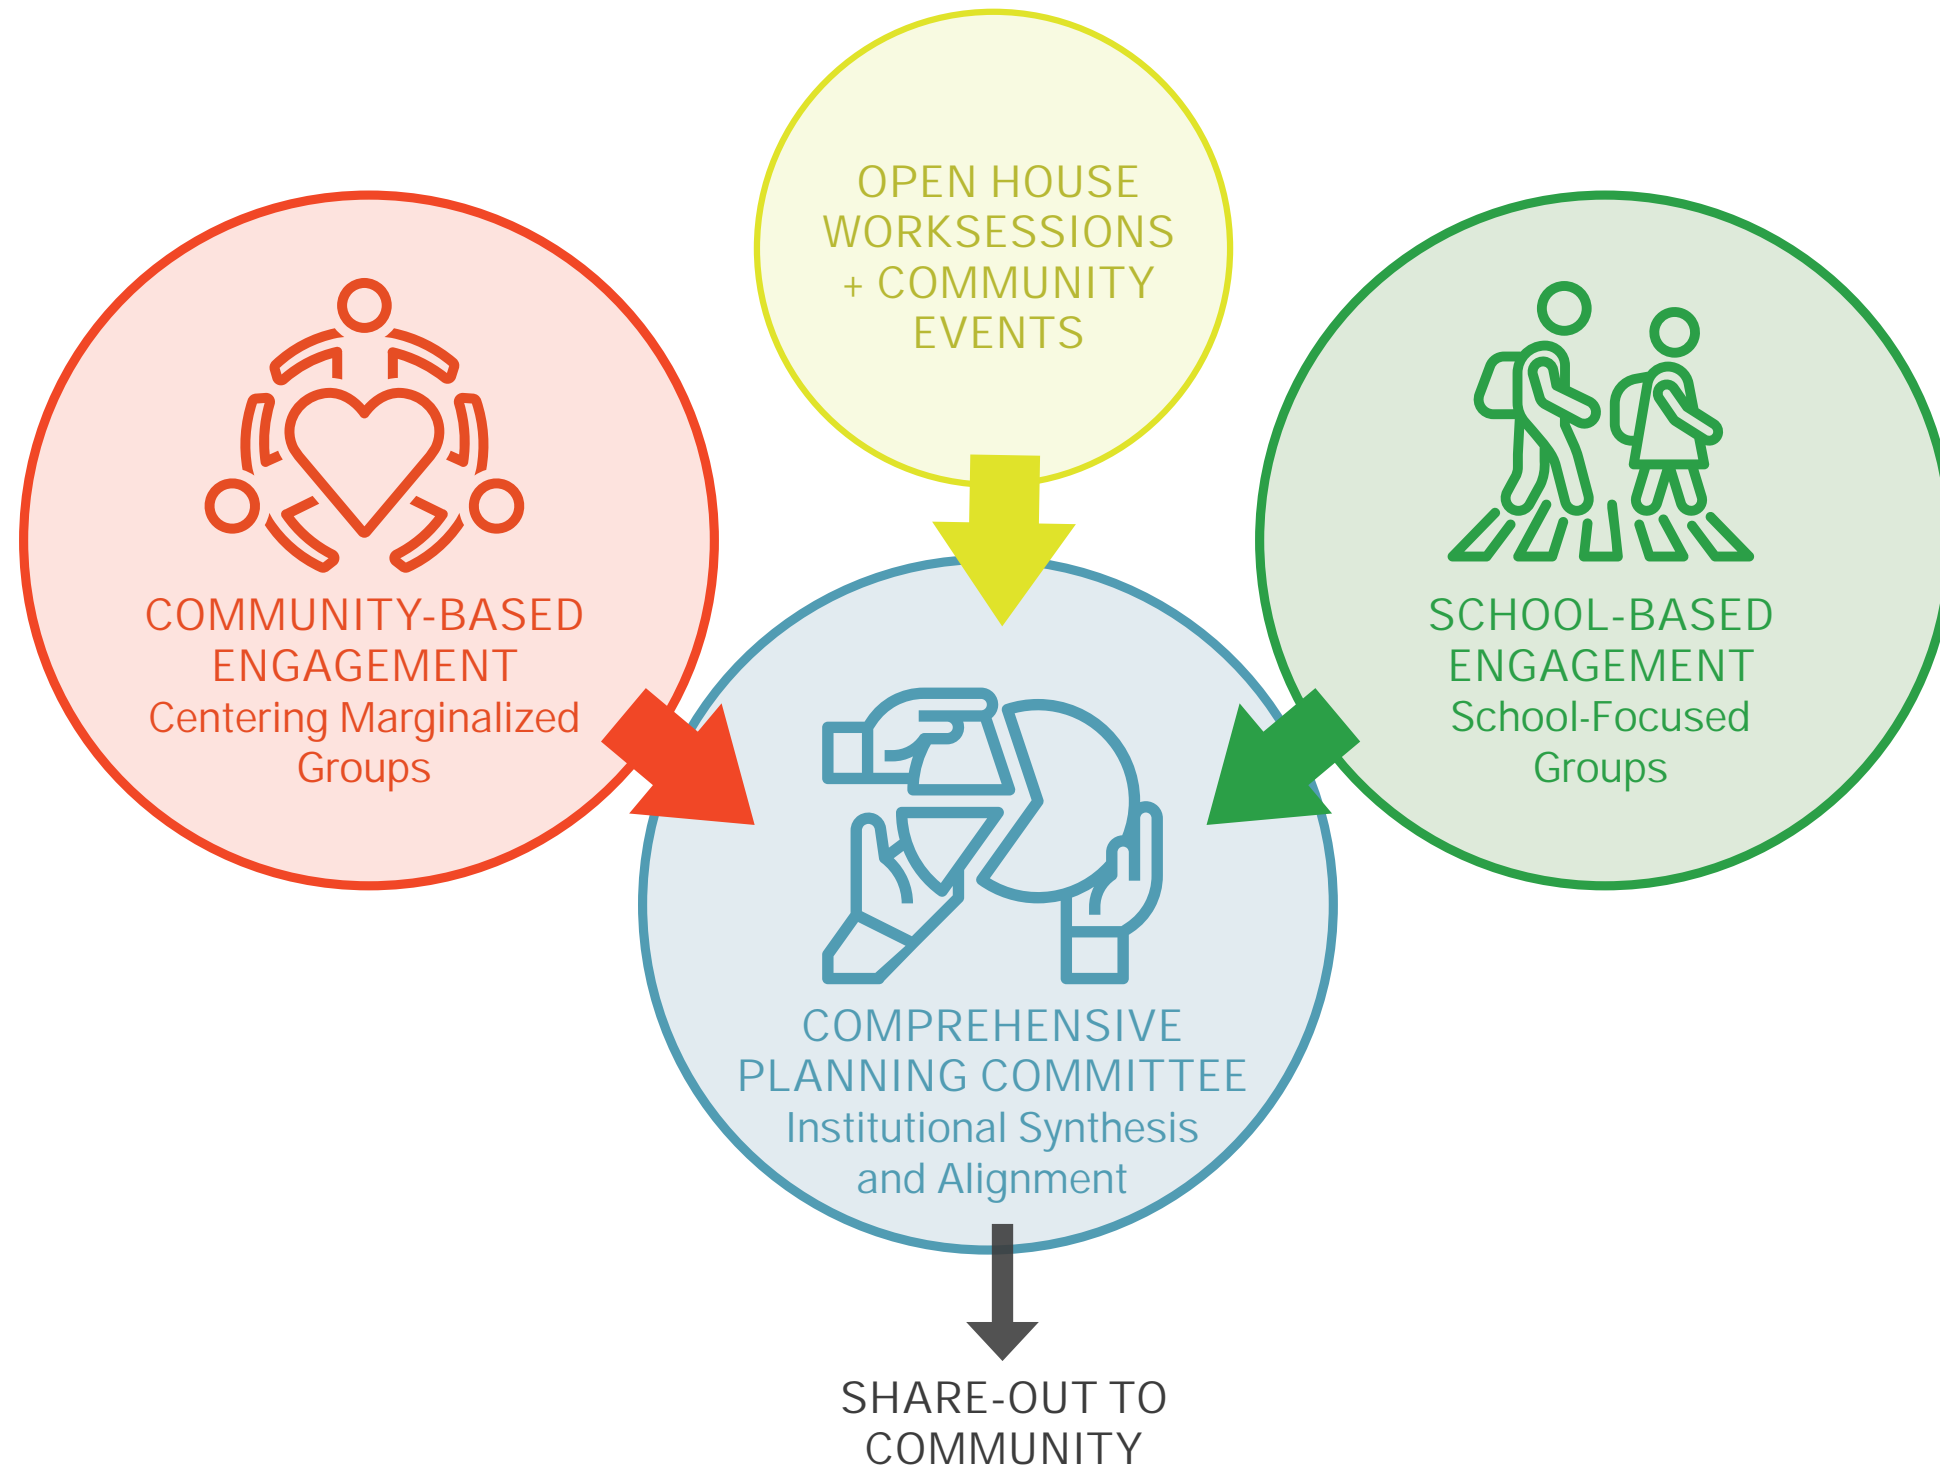 OPEN HOUSE
WORKSESSIONS
+ COMMUNITY
EVENTS
COMMUNITY-BASED
ENGAGEMENT
Centering Marginalized
Groups
SCHOOL-BASED
ENGAGEMENT
School-Focused
Groups
COMPREHENSIVE
PLANNING COMMITTEE
Institutional Synthesis
and Alignment
SHARE-OUT TO
COMMUNITY